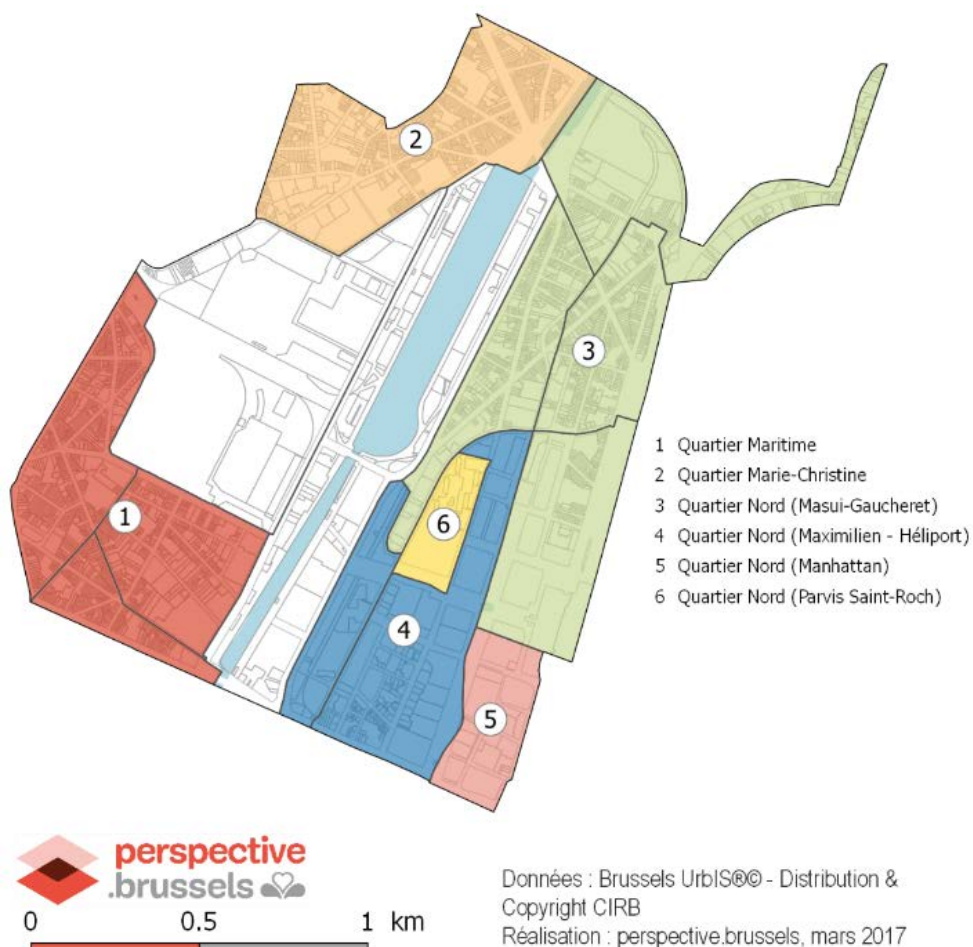 2
3
1
6
4
5
1 Quartier Maritime
2 Quartier Marie-Christine
3 Quartier Nord (Masui-Gaucheret)
4 Quartier Nord (Maximilien - Héliport)
5 Quartier Nord (Manhattan)
6 Quartier Nord (Parvis Saint-Roch)
perspective
.brussels
0 0.5 1 km
Données : Brussels UrbIS®© - Distribution &
Copyright CIRB
Réalisation : perspective.brussels, mars 2017